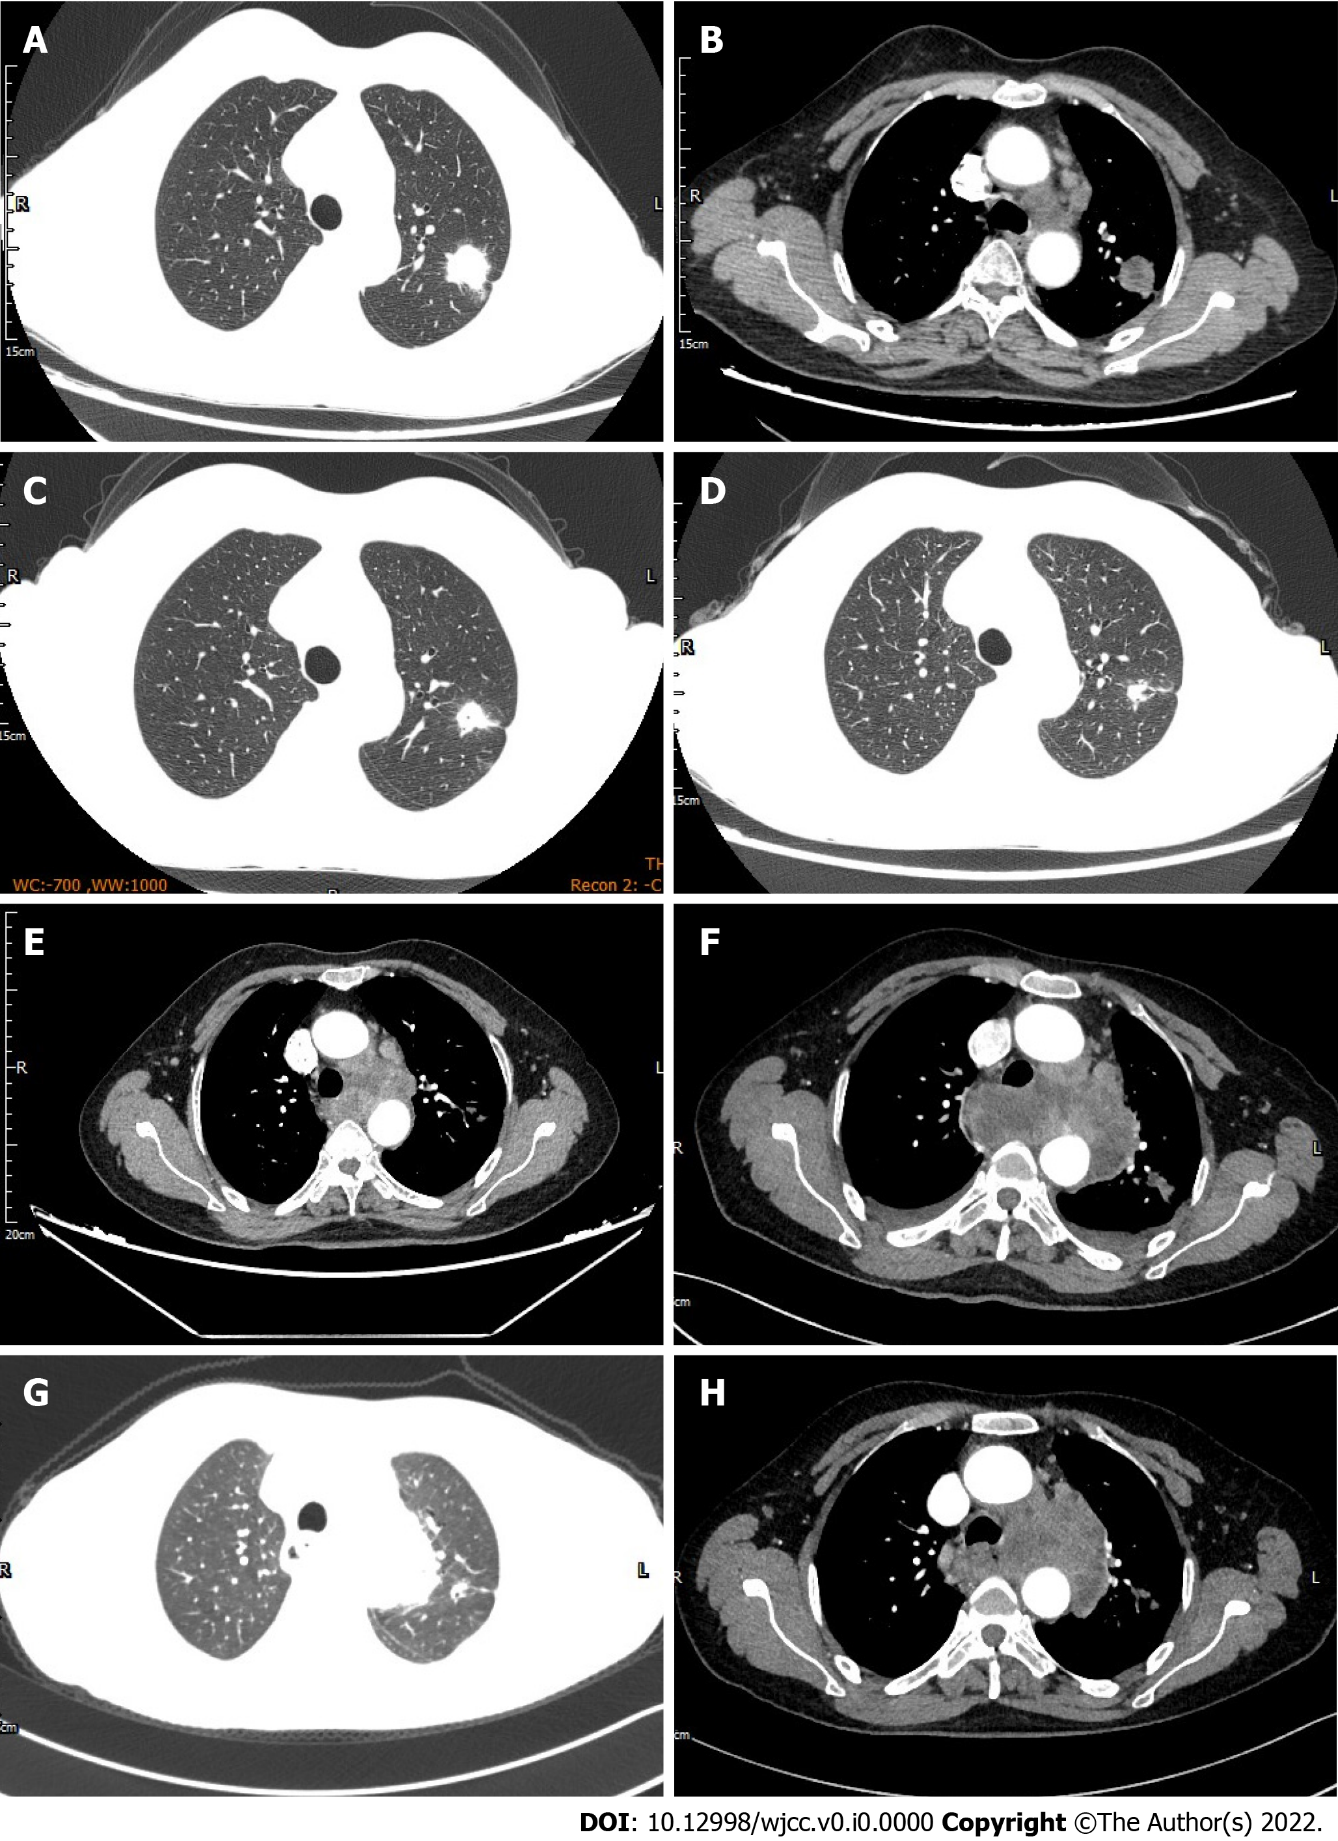 A
R
L
15cm
B
R
L
15cm
C
R
L
15cm
WC:-700 ,WW:1000
TH
Recon 2: -C
D
R
L
15cm
E
R
L
20cm
F
R
L
cm
G
R
L
cm
H
R
L
cm
DOI: 10.12998/wjcc.v0.i0.0000 Copyright ©The Author(s) 2022.